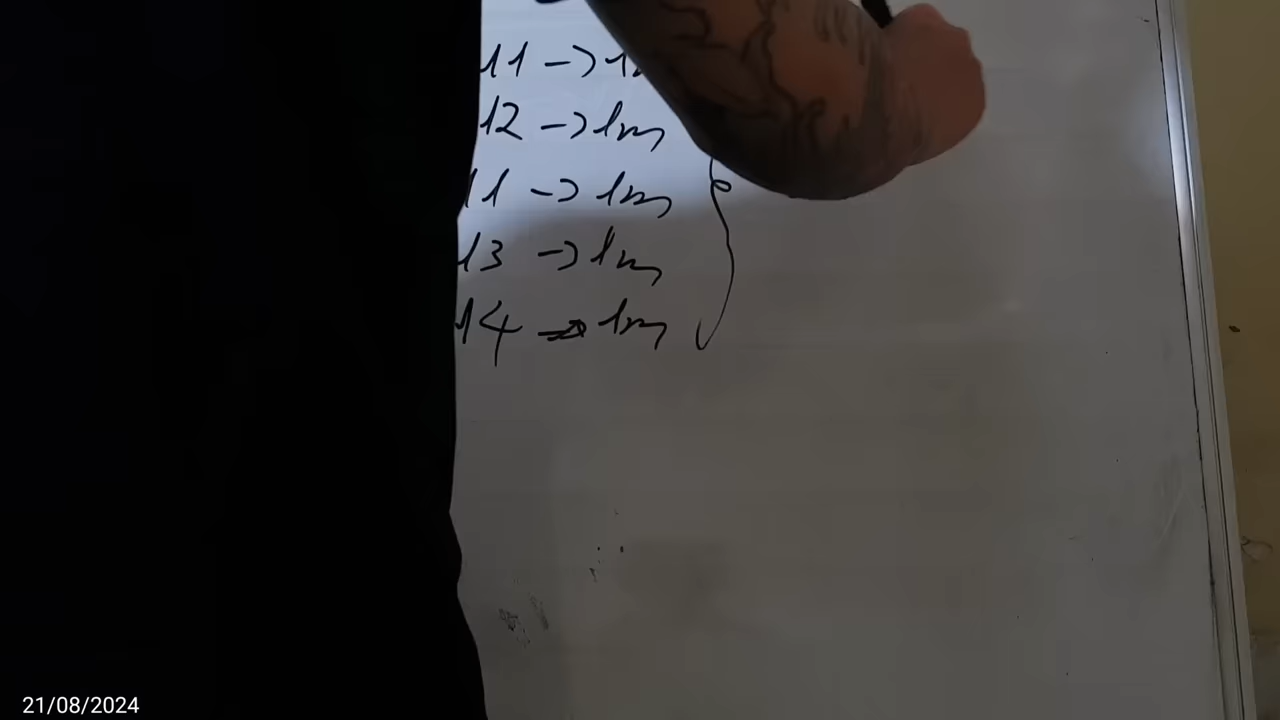 11 →
12 → 1m
11 → 1m
13 → 1m
14 → 1m
21/08/2024